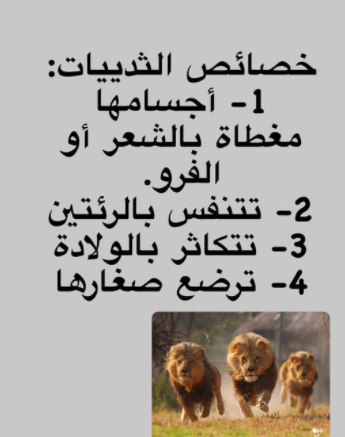 خصائص الثدييات:
1- أجسامها
مغطاة بالشعر أو
الفرو.
2- تتنفس بالرئتين
3- تتكاثر بالولادة
4- ترضع صغارها